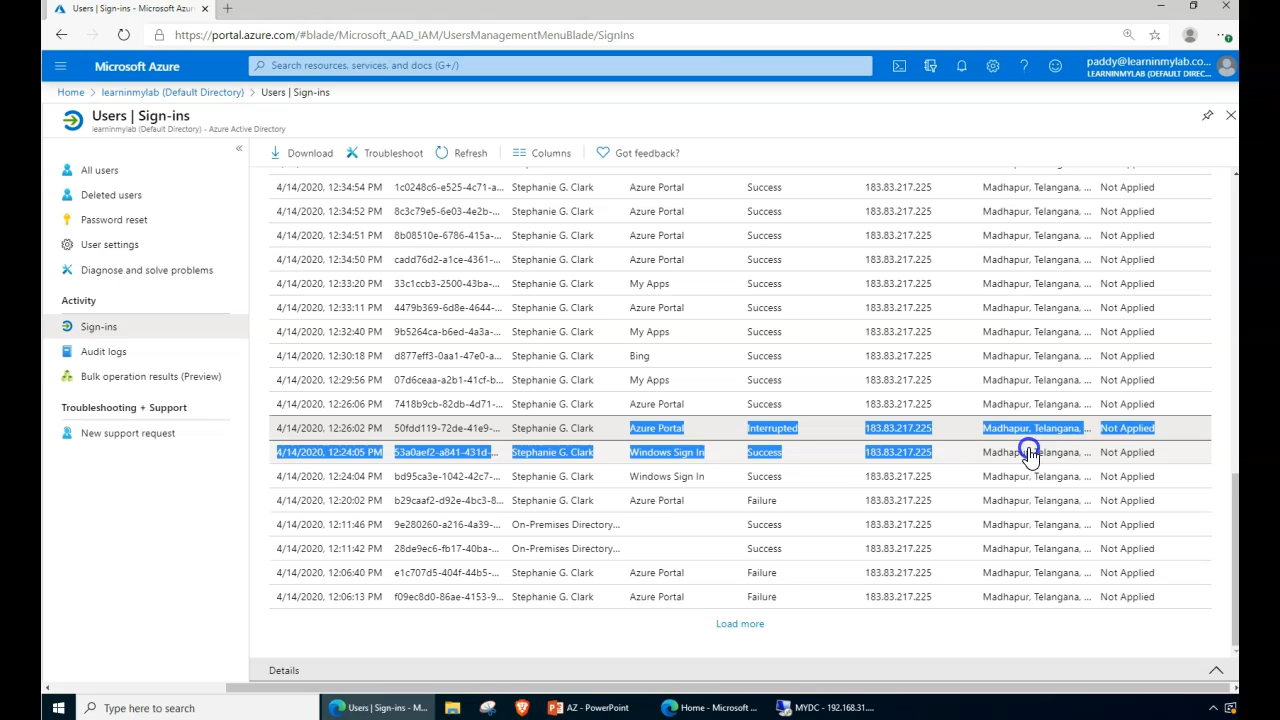 Users | Sign-ins - Microsoft Azure
https://portal.azure.com/#blade/Microsoft_AAD_IAM/UsersManagementMenuBlade/SignIns
Microsoft Azure
Search resources, services, and docs (G+/)
paddy@learninmylab.co...
LEARNINMYLAB (DEFAULT DIREC...
Home > learninmylab (Default Directory) > Users | Sign-ins
Users | Sign-ins
learninmylab (Default Directory) - Azure Active Directory
«
Download Troubleshoot Refresh Columns Got feedback?
All users
Deleted users
Password reset
User settings
Diagnose and solve problems
Activity
Sign-ins
Audit logs
Bulk operation results (Preview)
Troubleshooting + Support
New support request
4/14/2020, 12:34:54 PM 1c0248c6-e525-4c71-a... Stephanie G. Clark Azure Portal Success 183.83.217.225 Madhapur, Telangana, ... Not Applied
4/14/2020, 12:34:52 PM 8c3c79e5-6e03-4e2b-... Stephanie G. Clark Azure Portal Success 183.83.217.225 Madhapur, Telangana, ... Not Applied
4/14/2020, 12:34:51 PM 8b08510e-6786-415a-... Stephanie G. Clark Azure Portal Success 183.83.217.225 Madhapur, Telangana, ... Not Applied
4/14/2020, 12:34:50 PM cadd76d2-a1ce-4361-... Stephanie G. Clark Azure Portal Success 183.83.217.225 Madhapur, Telangana, ... Not Applied
4/14/2020, 12:33:20 PM 33c1ccb3-2500-43ba-... Stephanie G. Clark My Apps Success 183.83.217.225 Madhapur, Telangana, ... Not Applied
4/14/2020, 12:33:11 PM 4479b369-6d8e-4644-... Stephanie G. Clark Azure Portal Success 183.83.217.225 Madhapur, Telangana, ... Not Applied
4/14/2020, 12:32:40 PM 9b5264ca-b6ed-4a3a-... Stephanie G. Clark My Apps Success 183.83.217.225 Madhapur, Telangana, ... Not Applied
4/14/2020, 12:30:18 PM d877eff3-0aa1-47e0-a... Stephanie G. Clark Bing Success 183.83.217.225 Madhapur, Telangana, ... Not Applied
4/14/2020, 12:29:56 PM 07d6ceaa-a2b1-41cf-b... Stephanie G. Clark My Apps Success 183.83.217.225 Madhapur, Telangana, ... Not Applied
4/14/2020, 12:26:06 PM 7418b9cb-82db-4d71-... Stephanie G. Clark Azure Portal Success 183.83.217.225 Madhapur, Telangana, ... Not Applied
4/14/2020, 12:26:02 PM 50fdd119-72de-41e9-... Stephanie G. Clark Azure Portal Interrupted 183.83.217.225 Madhapur, Telangana, ... Not Applied
4/14/2020, 12:24:05 PM 53a0aef2-a841-431d-... Stephanie G. Clark Windows Sign In Success 183.83.217.225 Madhapur, Telangana, ... Not Applied
4/14/2020, 12:24:04 PM bd95ca3e-1042-42c7-... Stephanie G. Clark Windows Sign In Success 183.83.217.225 Madhapur, Telangana, ... Not Applied
4/14/2020, 12:20:02 PM b29caaf2-d92e-4bc3-8... Stephanie G. Clark Azure Portal Failure 183.83.217.225 Madhapur, Telangana, ... Not Applied
4/14/2020, 12:11:46 PM 9e280260-a216-4a39-... On-Premises Directory... Success 183.83.217.225 Madhapur, Telangana, ... Not Applied
4/14/2020, 12:11:42 PM 28de9ec6-fb17-40ba-... On-Premises Directory... Success 183.83.217.225 Madhapur, Telangana, ... Not Applied
4/14/2020, 12:06:40 PM e1c707d5-404f-44b5-... Stephanie G. Clark Azure Portal Failure 183.83.217.225 Madhapur, Telangana, ... Not Applied
4/14/2020, 12:06:13 PM f09ec8d0-86ae-4153-9... Stephanie G. Clark Azure Portal Failure 183.83.217.225 Madhapur, Telangana, ... Not Applied
Load more
Details
Type here to search
Users | Sign-ins - M...
AZ - PowerPoint
Home - Microsoft ...
MYDC - 192.168.31....